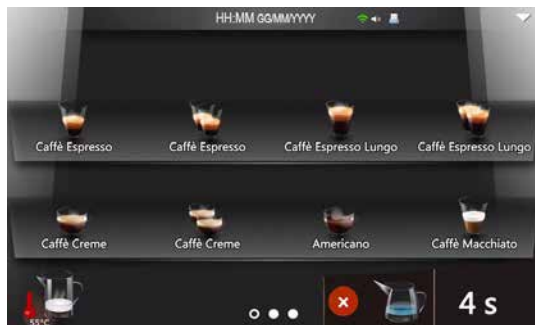 HH:MM GG/MM/YYYY
Caffè Espresso Caffè Espresso Caffè Espresso Lungo Caffè Espresso Lungo
Caffè Creme Caffè Creme Americano Caffè Macchiato
55°C
4 s